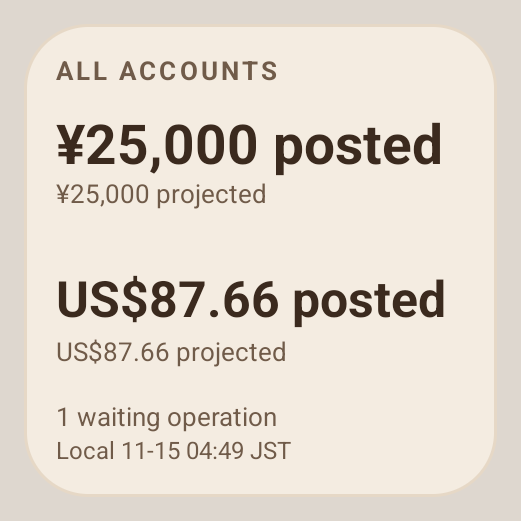 ALL ACCOUNTS
¥25,000 posted
¥25,000 projected
US$87.66 posted
US$87.66 projected
1 waiting operation
Local 11-15 04:49 JST